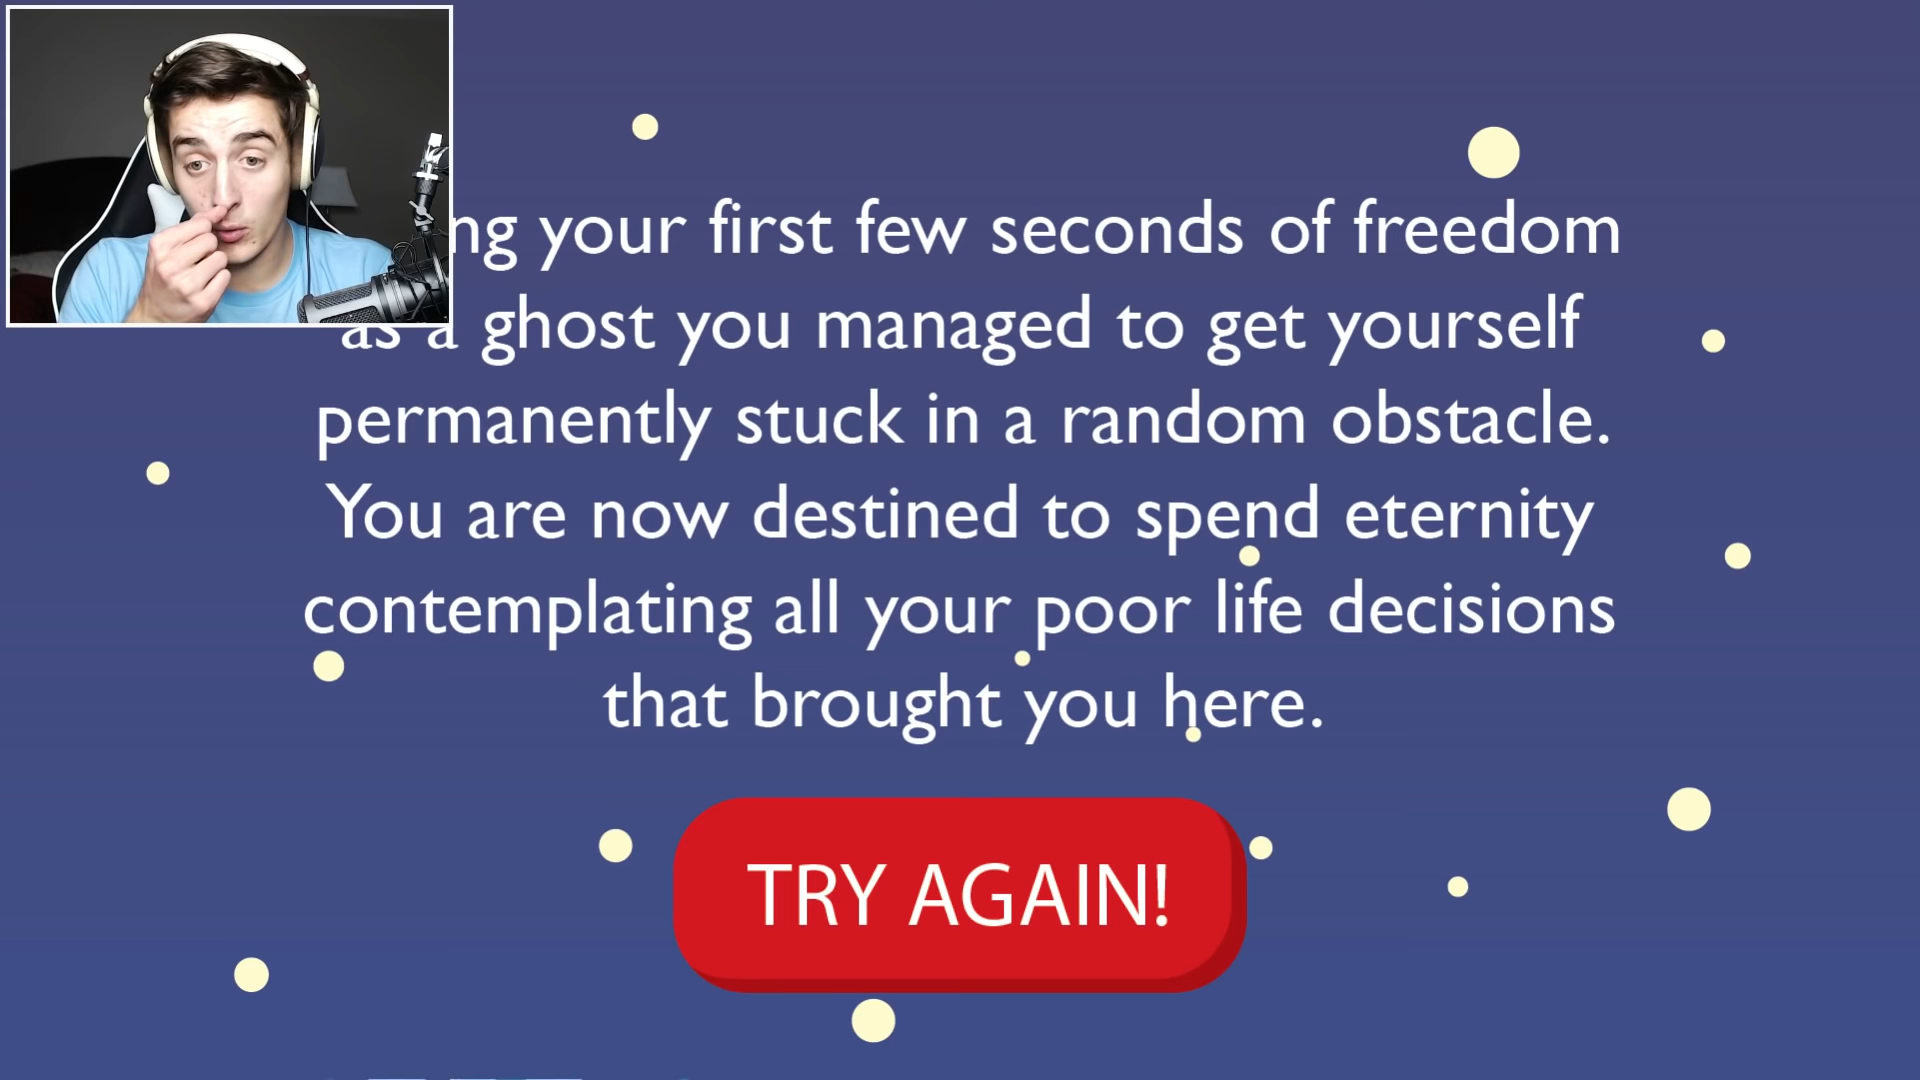 your first few seconds of freedom
as a ghost you managed to get yourself
permanently stuck in a random obstacle.
You are now destined to spend eternity
contemplating all your poor life decisions
that brought you here.
TRY AGAIN!